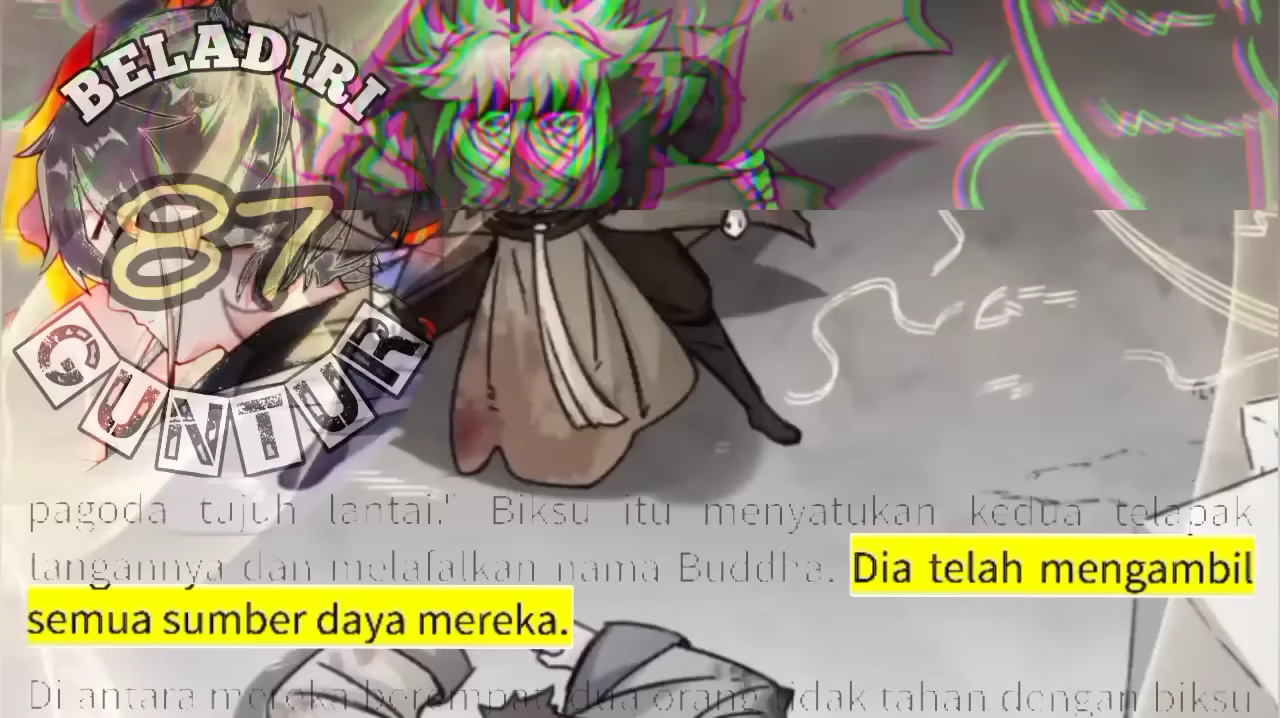 BELADIRI
87
GUNTUR
pagoda tujuh lantai.' Biksu itu menyatukan kedua telapak
tangannya dan melafalkan nama Buddha. Dia telah mengambil
semua sumber daya mereka.
Di antara mereka berempat, dua orang tidak tahan dengan biksu